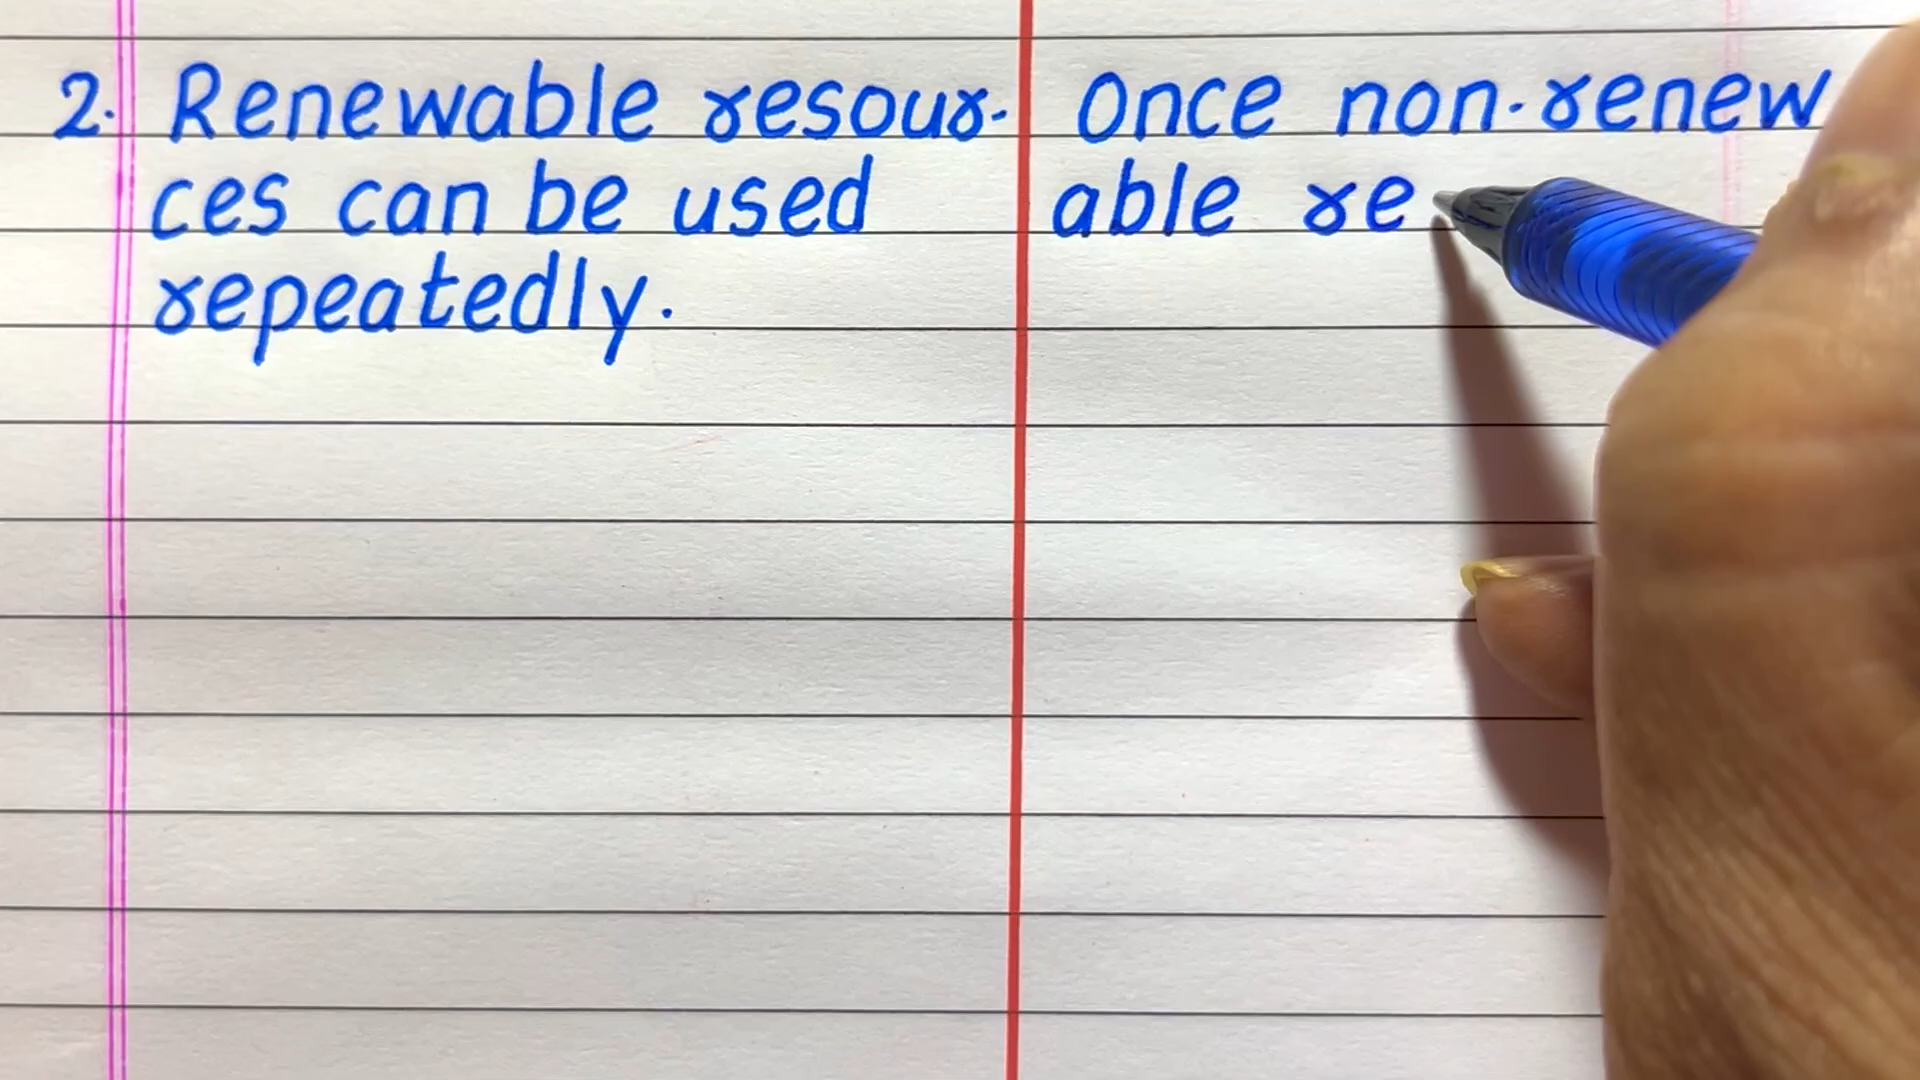 2. Renewable resour-
ces can be used
repeatedly.
Once non-renew
able re